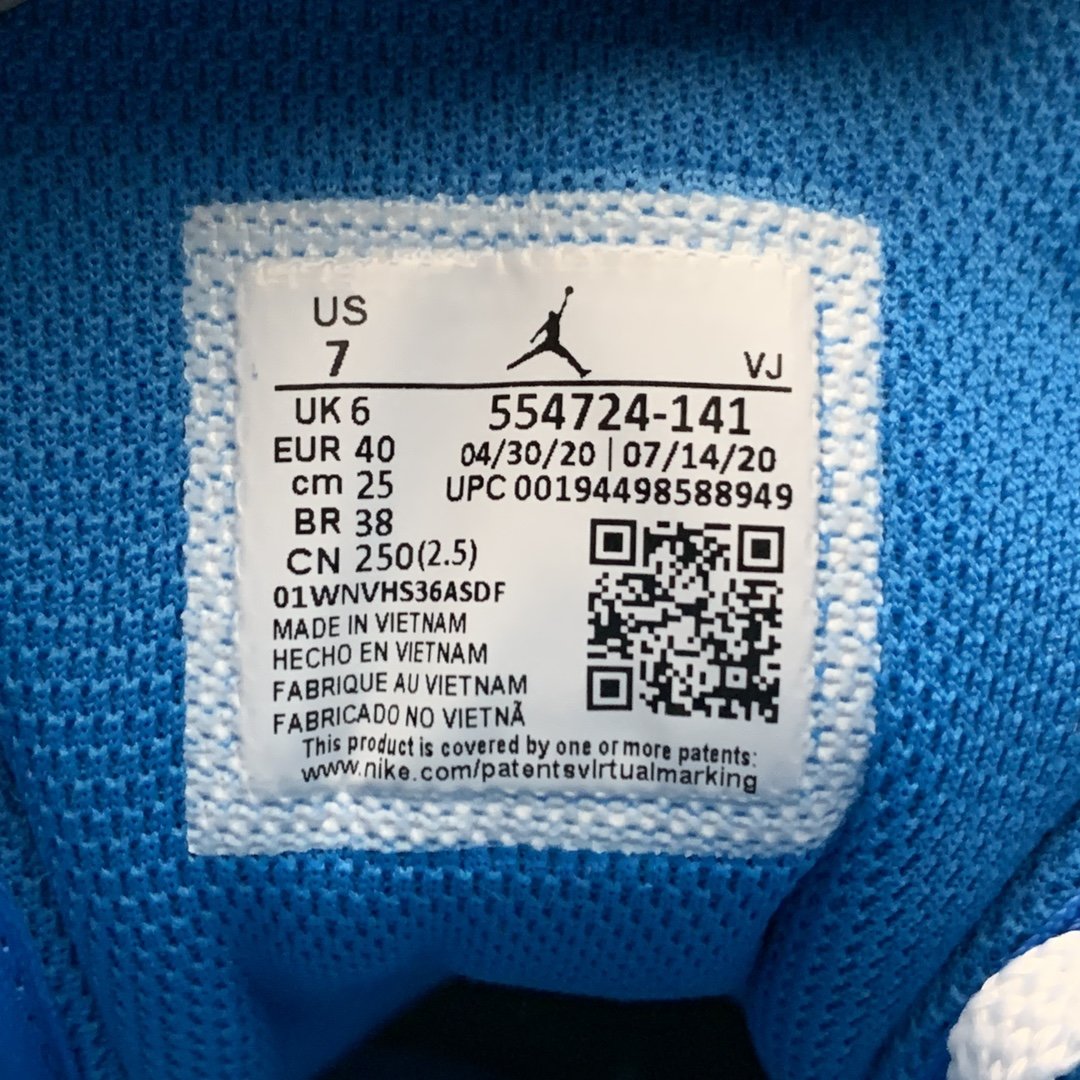 US
7
VJ
UK 6
EUR 40
cm 25
BR 38
CN 250(2.5)
554724-141
04/30/20 | 07/14/20
UPC 00194498588949
01WNVHS36ASDF
MADE IN VIETNAM
HECHO EN VIETNAM
FABRIQUE AU VIETNAM
FABRICADO NO VIETNÃ
This product is covered by one or more patents:
www.nike.com/patentsvirtualmarking